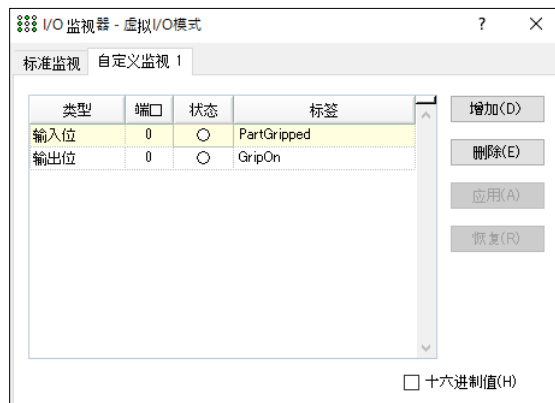 I/O 监视器 - 虚拟I/O模式 ? ×
标准监视 自定义监视 1
类型 端口 状态 标签
输入位 0 PartGripped
输出位 0 GripOn
增加(D)
删除(E)
应用(A)
恢复(R)
十六进制值(H)